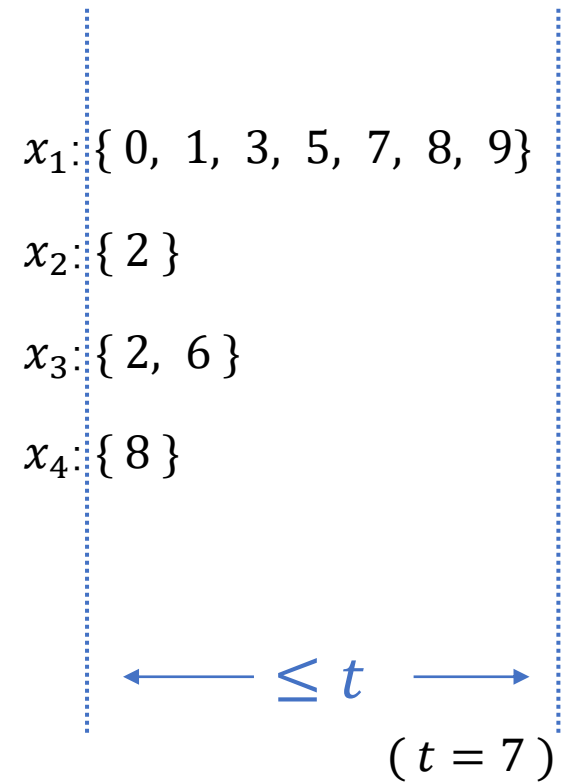 x₁: { 0, 1, 3, 5, 7, 8, 9}
x₂: { 2 }
x₃: { 2, 6 }
x₄: { 8 }
≤ t
( t = 7 )